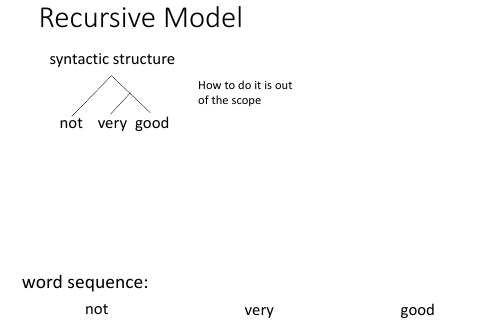 Recursive Model
syntactic structure
How to do it is out
of the scope
not very good
word sequence:
not very good